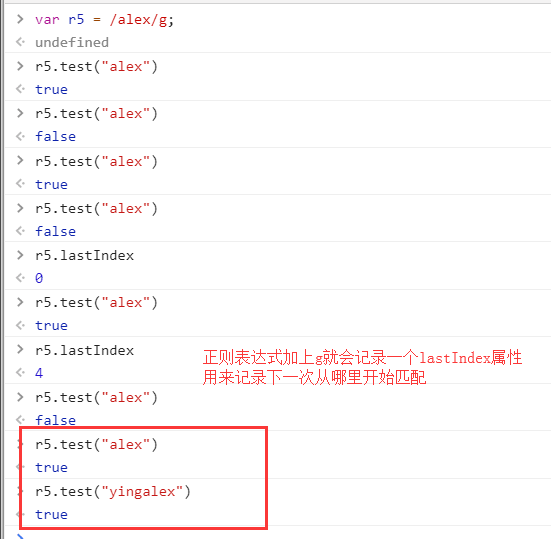 var r5 = /alex/g;
undefined
r5.test("alex")
true
r5.test("alex")
false
r5.test("alex")
true
r5.test("alex")
false
r5.lastIndex
0
r5.test("alex")
true
r5.lastIndex
4
正则表达式加上g就会记录一个lastIndex属性
用来记录下一次从哪里开始匹配
r5.test("alex")
false
r5.test("alex")
true
r5.test("yingalex")
true